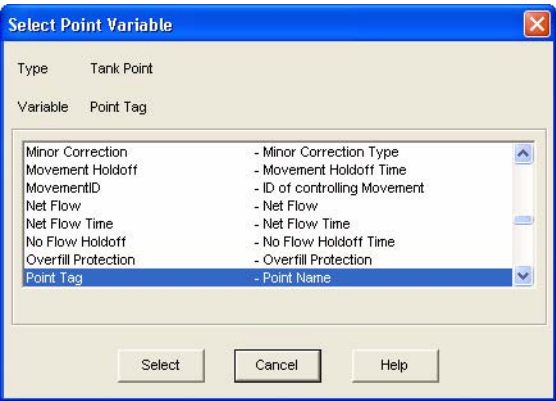 Select Point Variable
Type Tank Point
Variable Point Tag
Minor Correction - Minor Correction Type
Movement Holdoff - Movement Holdoff Time
MovementID - ID of controlling Movement
Net Flow - Net Flow
Net Flow Time - Net Flow Time
No Flow Holdoff - No Flow Holdoff Time
Overfill Protection - Overfill Protection
Point Tag - Point Name
Select Cancel Help